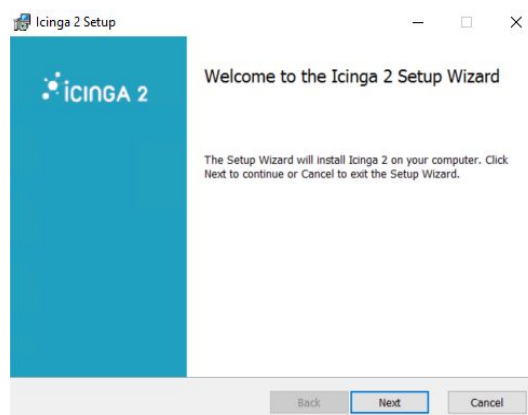 Icinga 2 Setup
iCINGA 2
Welcome to the Icinga 2 Setup Wizard
The Setup Wizard will install Icinga 2 on your computer. Click
Next to continue or Cancel to exit the Setup Wizard.
Back
Next
Cancel